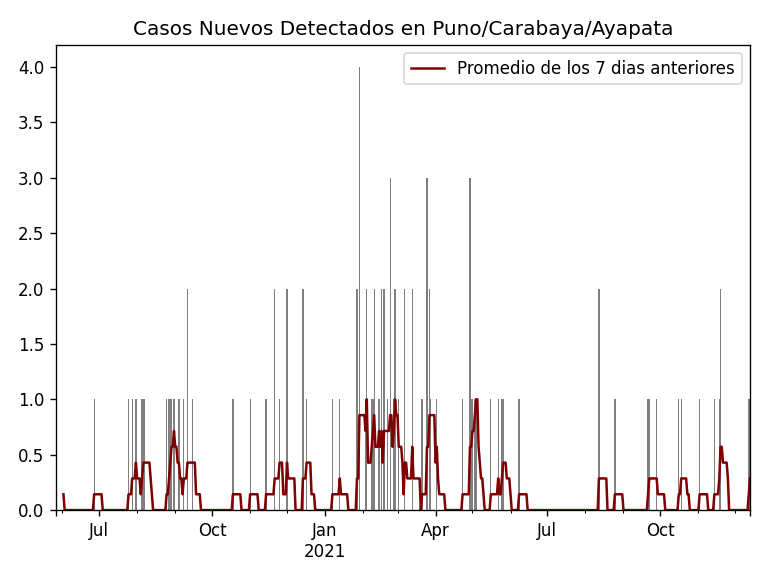 Casos Nuevos Detectados en Puno/Carabaya/Ayapata
Promedio de los 7 dias anteriores
4.0
3.5
3.0
2.5
2.0
1.5
1.0
0.5
0.0
Jul
Oct
Jan
2021
Apr
Jul
Oct